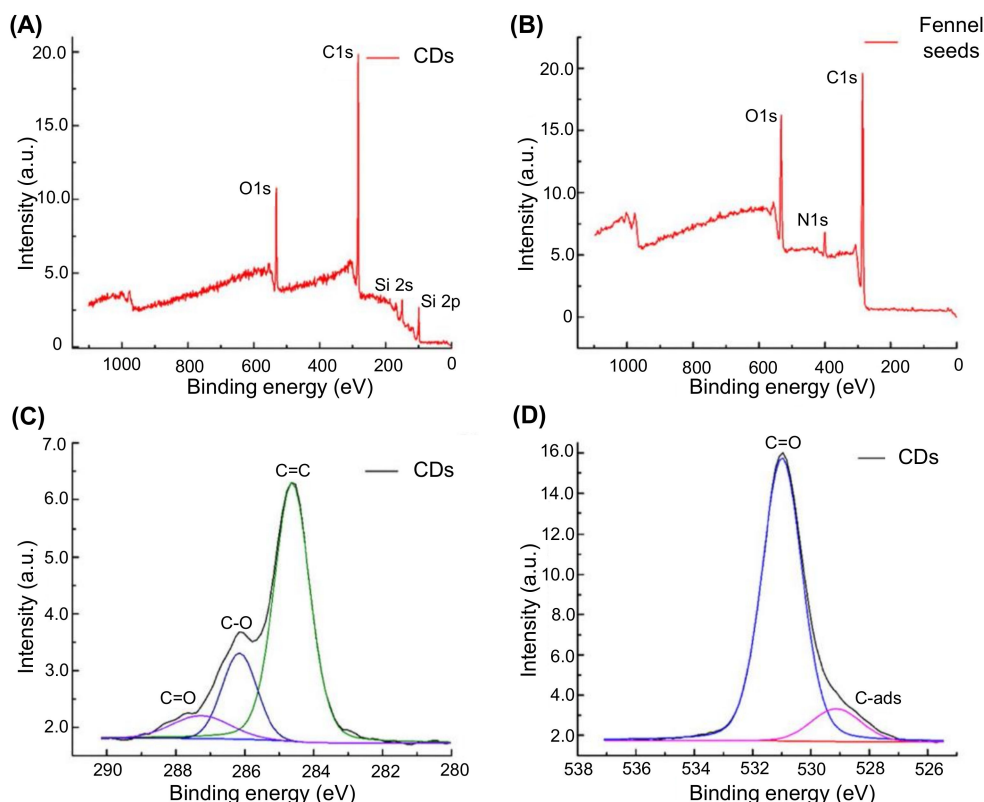 (A)
CDs
C1s
O1s
Si 2s
Si 2p
20.0
15.0
10.0
5.0
0
Intensity (a.u.)
1000 800 600 400 200 0
Binding energy (eV)
(B)
Fennel
seeds
C1s
O1s
N1s
20.0
15.0
10.0
5.0
0
Intensity (a.u.)
1000 800 600 400 200 0
Binding energy (eV)
(C)
CDs
C=C
C-O
C=O
7.0
6.0
5.0
4.0
3.0
2.0
Intensity (a.u.)
290 288 286 284 282 280
Binding energy (eV)
(D)
C=O
CDs
C-ads
16.0
14.0
12.0
10.0
8.0
6.0
4.0
2.0
Intensity (a.u.)
538 536 534 532 530 528 526
Binding energy (eV)